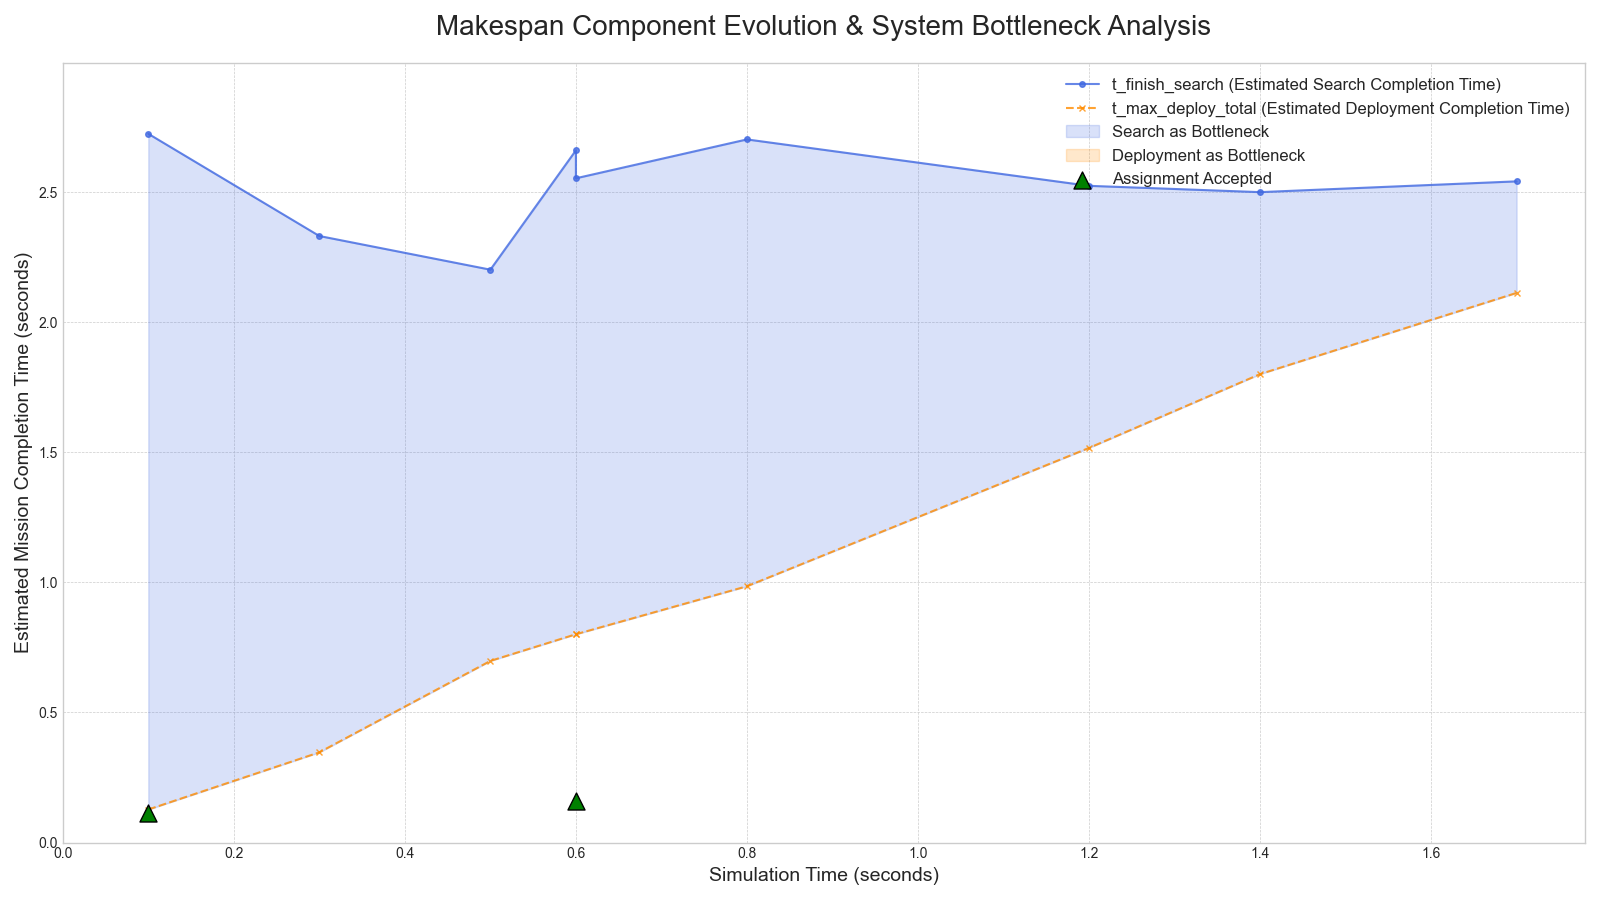 Makespan Component Evolution & System Bottleneck Analysis
t_finish_search (Estimated Search Completion Time)
t_max_deploy_total (Estimated Deployment Completion Time)
Search as Bottleneck
Deployment as Bottleneck
Assignment Accepted
Estimated Mission Completion Time (seconds)
2.5
2.0
1.5
1.0
0.5
0.0
0.0 0.2 0.4 0.6 0.8 1.0 1.2 1.4 1.6
Simulation Time (seconds)